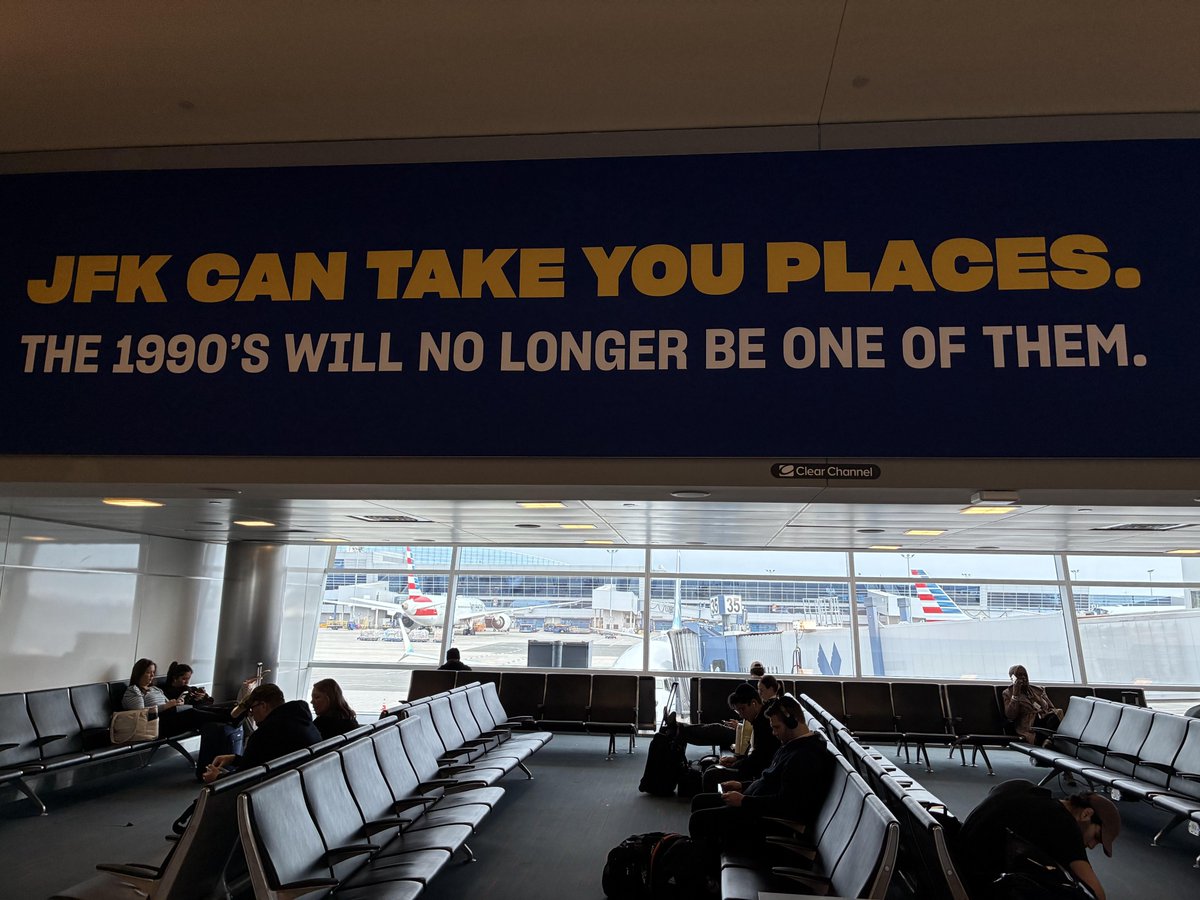 JFK CAN TAKE YOU PLACES.
THE 1990'S WILL NO LONGER BE ONE OF THEM.
Clear Channel
35